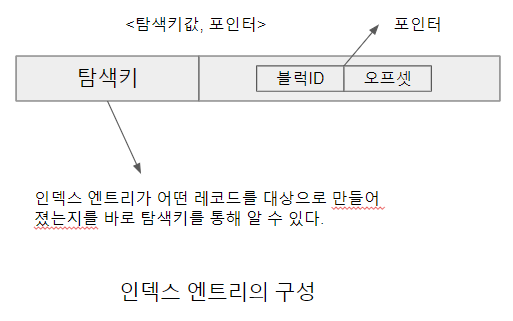 <탐색키값, 포인터>
포인터
탐색키
블럭ID
오프셋
인덱스 엔트리가 어떤 레코드를 대상으로 만들어
졌는지를 바로 탐색키를 통해 알 수 있다.
인덱스 엔트리의 구성